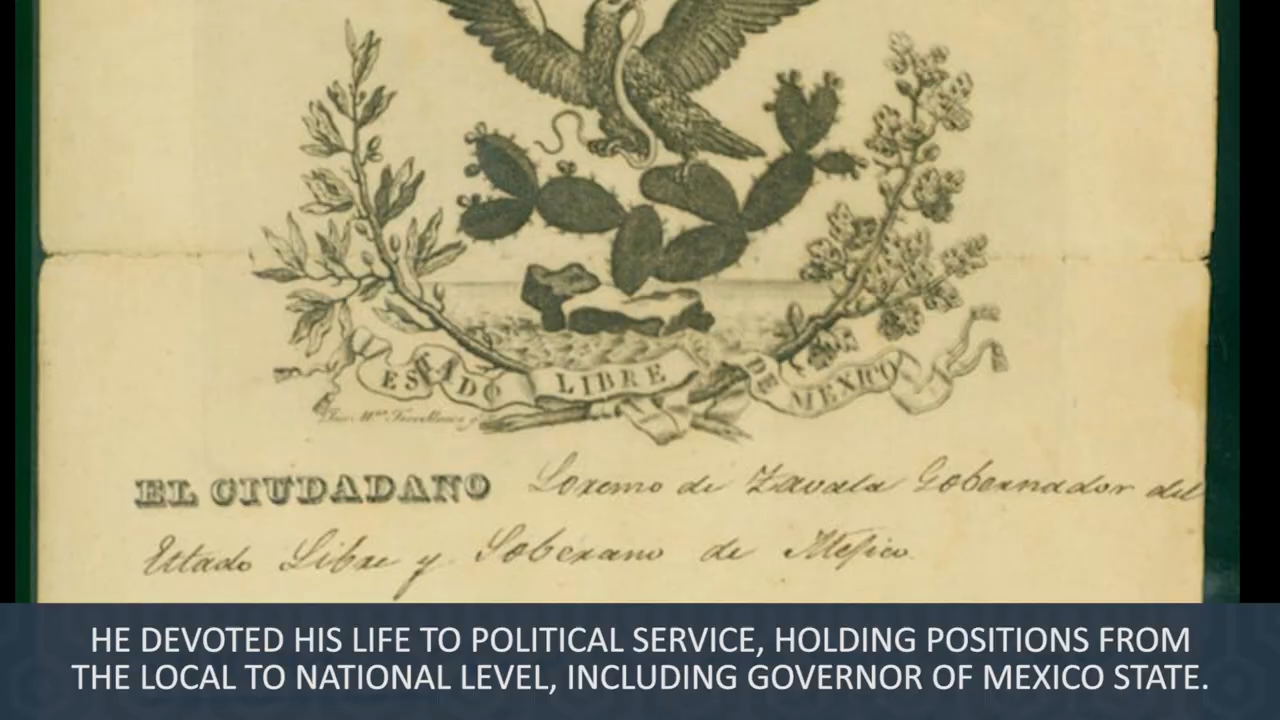 ESTADO LIBRE DE MEXICO
EL CIUDADANO Lorenzo de Zavala Gobernador del
Estado Libre y Soberano de Mejico
HE DEVOTED HIS LIFE TO POLITICAL SERVICE, HOLDING POSITIONS FROM
THE LOCAL TO NATIONAL LEVEL, INCLUDING GOVERNOR OF MEXICO STATE.